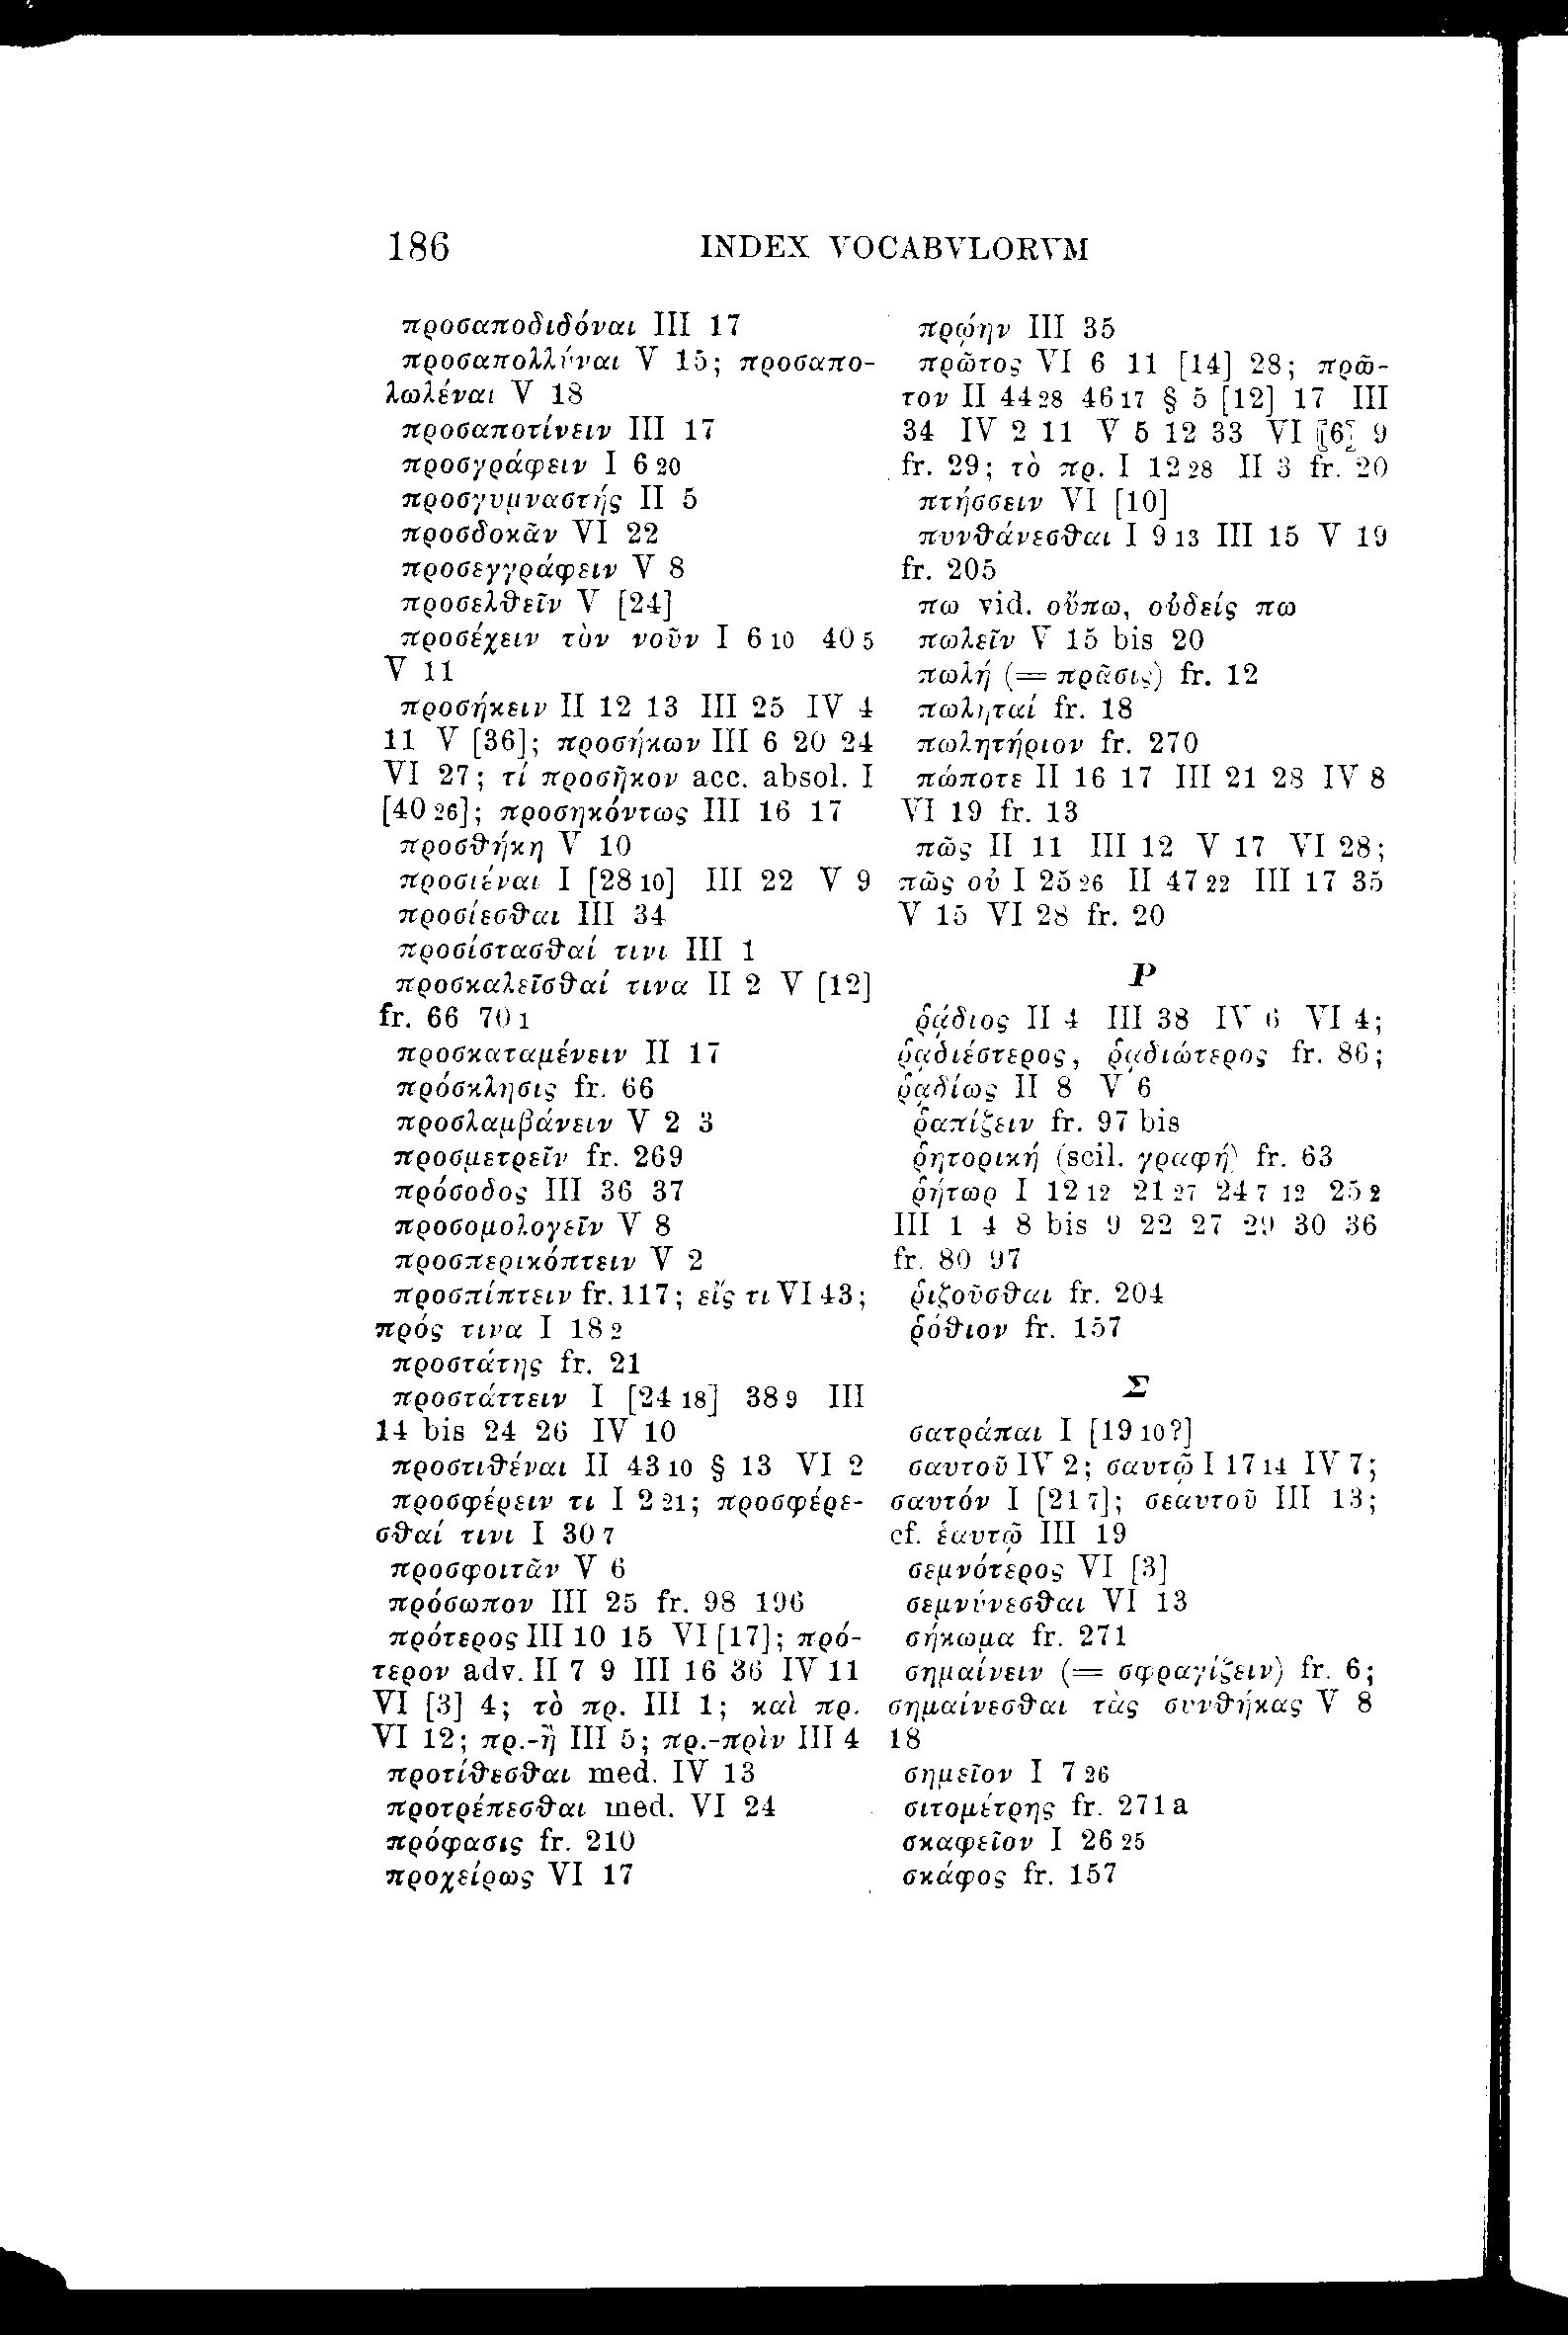 186 INDEX VOCABVLORVM
προσαποδιδόναι III 17
προσαπολλύναι V 15; προσαπο-
λωλέναι V 18
προσαποτίνειν III 17
προσγράφειν I 6 20
προσγυμναστής II 5
προσδοκᾶν VI 22
προσεγγράφειν V 8
προσελθεῖν V [24]
προσέχειν τὸν νοῦν I 6 10 40 5
V 11
προσήκειν II 12 13 III 25 IV 4
11 V [36]; προσήκων III 6 20 24
VI 27; τί προσῆκον acc. absol. I
[40 26]; προσηκόντως III 16 17
προσθήκη V 10
προσιέναι I [28 10] III 22 V 9
προσίεσθαι III 34
προσίστασθαί τινι III 1
προσκαλεῖσθαί τινα II 2 V [12]
fr. 66 70 1
προσκαταμένειν II 17
πρόσκλησις fr. 66
προσλαμβάνειν V 2 3
προσμετρεῖν fr. 269
πρόσοδος III 36 37
προσομολογεῖν V 8
προσπερικόπτειν V 2
προσπίπτειν fr. 117; εἴς τι VI 43;
πρός τινα I 18 2
προστάτης fr. 21
προστάττειν I [24 18] 38 9 III
14 bis 24 26 IV 10
προστιθέναι II 43 10 § 13 VI 2
προσφέρειν τι I 2 21; προσφέρε-
σθαί τινι I 30 7
προσφοιτᾶν V 6
πρόσωπον III 25 fr. 98 196
πρότερος III 10 15 VI [17]; πρό-
τερον adv. II 7 9 III 16 36 IV 11
VI [3] 4; τὸ πρ. III 1; καὶ πρ.
VI 12; πρ.-ἢ III 5; πρ.-πρὶν III 4
προτίθεσθαι med. IV 13
προτρέπεσθαι med. VI 24
πρόφασις fr. 210
προχείρως VI 17
πρῴην III 35
πρῶτος VI 6 11 [14] 28; πρῶ-
τον II 44 28 46 17 § 5 [12] 17 III
34 IV 2 11 V 5 12 33 VI [6] 9
fr. 29; τὸ πρ. I 12 28 II 3 fr. 20
πτήσσειν VI [10]
πυνθάνεσθαι I 9 13 III 15 V 19
fr. 205
πω vid. οὔπω, οὐδείς πω
πωλεῖν V 15 bis 20
πωλή (= πρᾶσις) fr. 12
πωληταί fr. 18
πωλητήριον fr. 270
πώποτε II 16 17 III 21 28 IV 8
VI 19 fr. 13
πῶς II 11 III 12 V 17 VI 28;
πῶς οὐ I 25 26 II 47 22 III 17 35
V 15 VI 28 fr. 20
Ρ
ῥᾴδιος II 4 III 38 IV 6 VI 4;
ῥᾳδιέστερος, ῥᾳδιώτερος fr. 86;
ῥᾳδίως II 8 V 6
ῥαπίζειν fr. 97 bis
ῥητορική (scil. γραφή) fr. 63
ῥήτωρ I 12 12 21 27 24 7 12 25 2
III 1 4 8 bis 9 22 27 29 30 36
fr. 80 97
ῥιζοῦσθαι fr. 204
ῥόθιον fr. 157
Σ
σατράπαι I [19 10?]
σαυτοῦ IV 2; σαυτῷ I 17 14 IV 7;
σαυτόν I [21 7]; σεαυτοῦ III 13;
cf. ἑαυτῷ III 19
σεμνότερος VI [3]
σεμνύνεσθαι VI 13
σήκωμα fr. 271
σημαίνειν (= σφραγίζειν) fr. 6;
σημαίνεσθαι τὰς συνθήκας V 8
18
σημεῖον I 7 26
σιτομέτρης fr. 271 a
σκαφεῖον I 26 25
σκάφος fr. 157